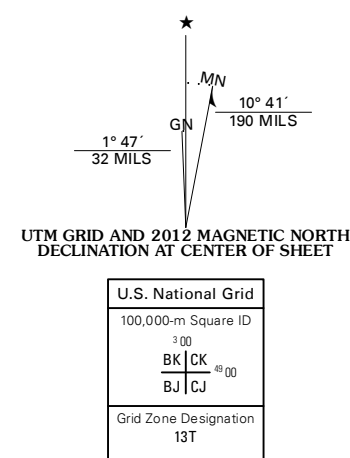 ★
MN
GN
10° 41´
190 MILS
1° 47´
32 MILS
UTM GRID AND 2012 MAGNETIC NORTH
DECLINATION AT CENTER OF SHEET
U.S. National Grid
100,000-m Square ID
3 00
BK CK
49 00
BJ CJ
Grid Zone Designation
13T